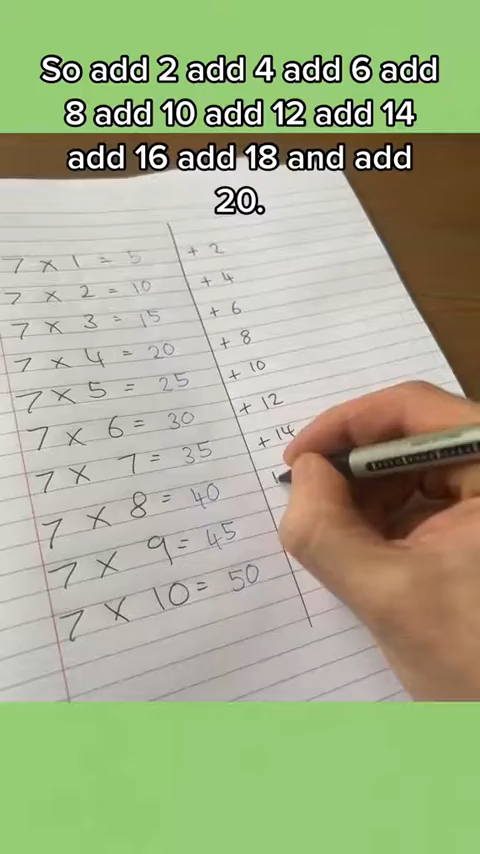 So add 2 add 4 add 6 add
8 add 10 add 12 add 14
add 16 add 18 and add
20.
7 x 1 = 5 + 2
7 x 2 = 10 + 4
7 x 3 = 15 + 6
7 x 4 = 20 + 8
7 x 5 = 25 + 10
7 x 6 = 30 + 12
7 x 7 = 35 + 14
7 x 8 = 40
7 x 9 = 45
7 x 10 = 50